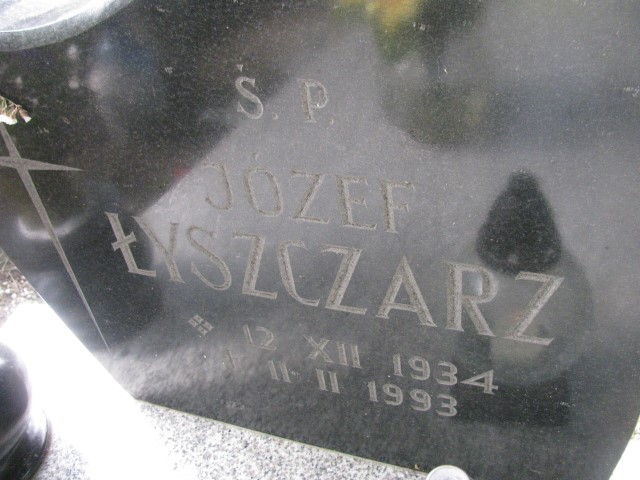 Ś. P.
JÓZEF
ŁYSZCZARZ
12 XII 1934
11 II 1993